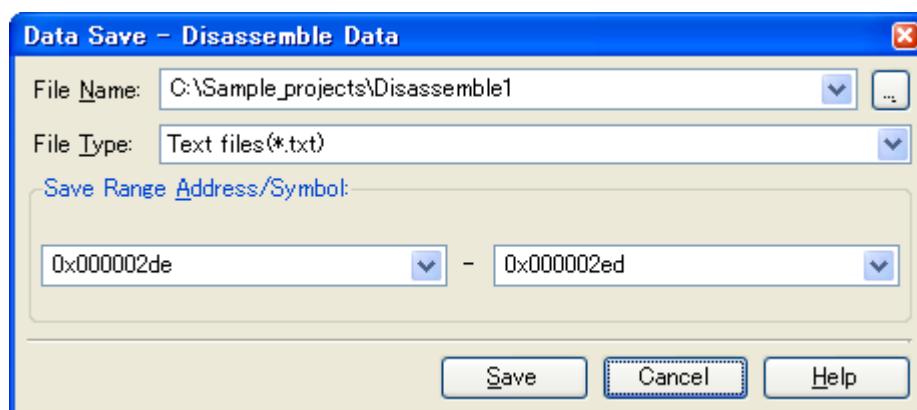 Data Save - Disassemble Data
File Name: C:\Sample_projects\Disassemble1 ...
File Type: Text files(*.txt)
Save Range Address/Symbol:
0x000002de - 0x000002ed
Save Cancel Help